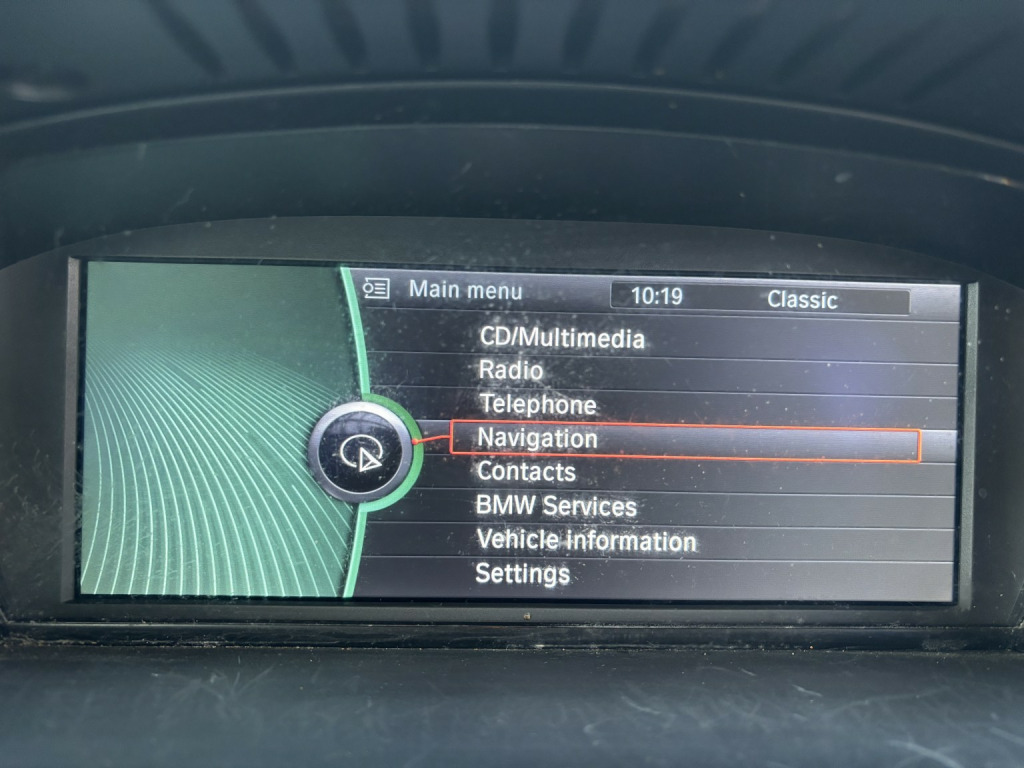 Main menu 10:19 Classic
CD/Multimedia
Radio
Telephone
Navigation
Contacts
BMW Services
Vehicle information
Settings